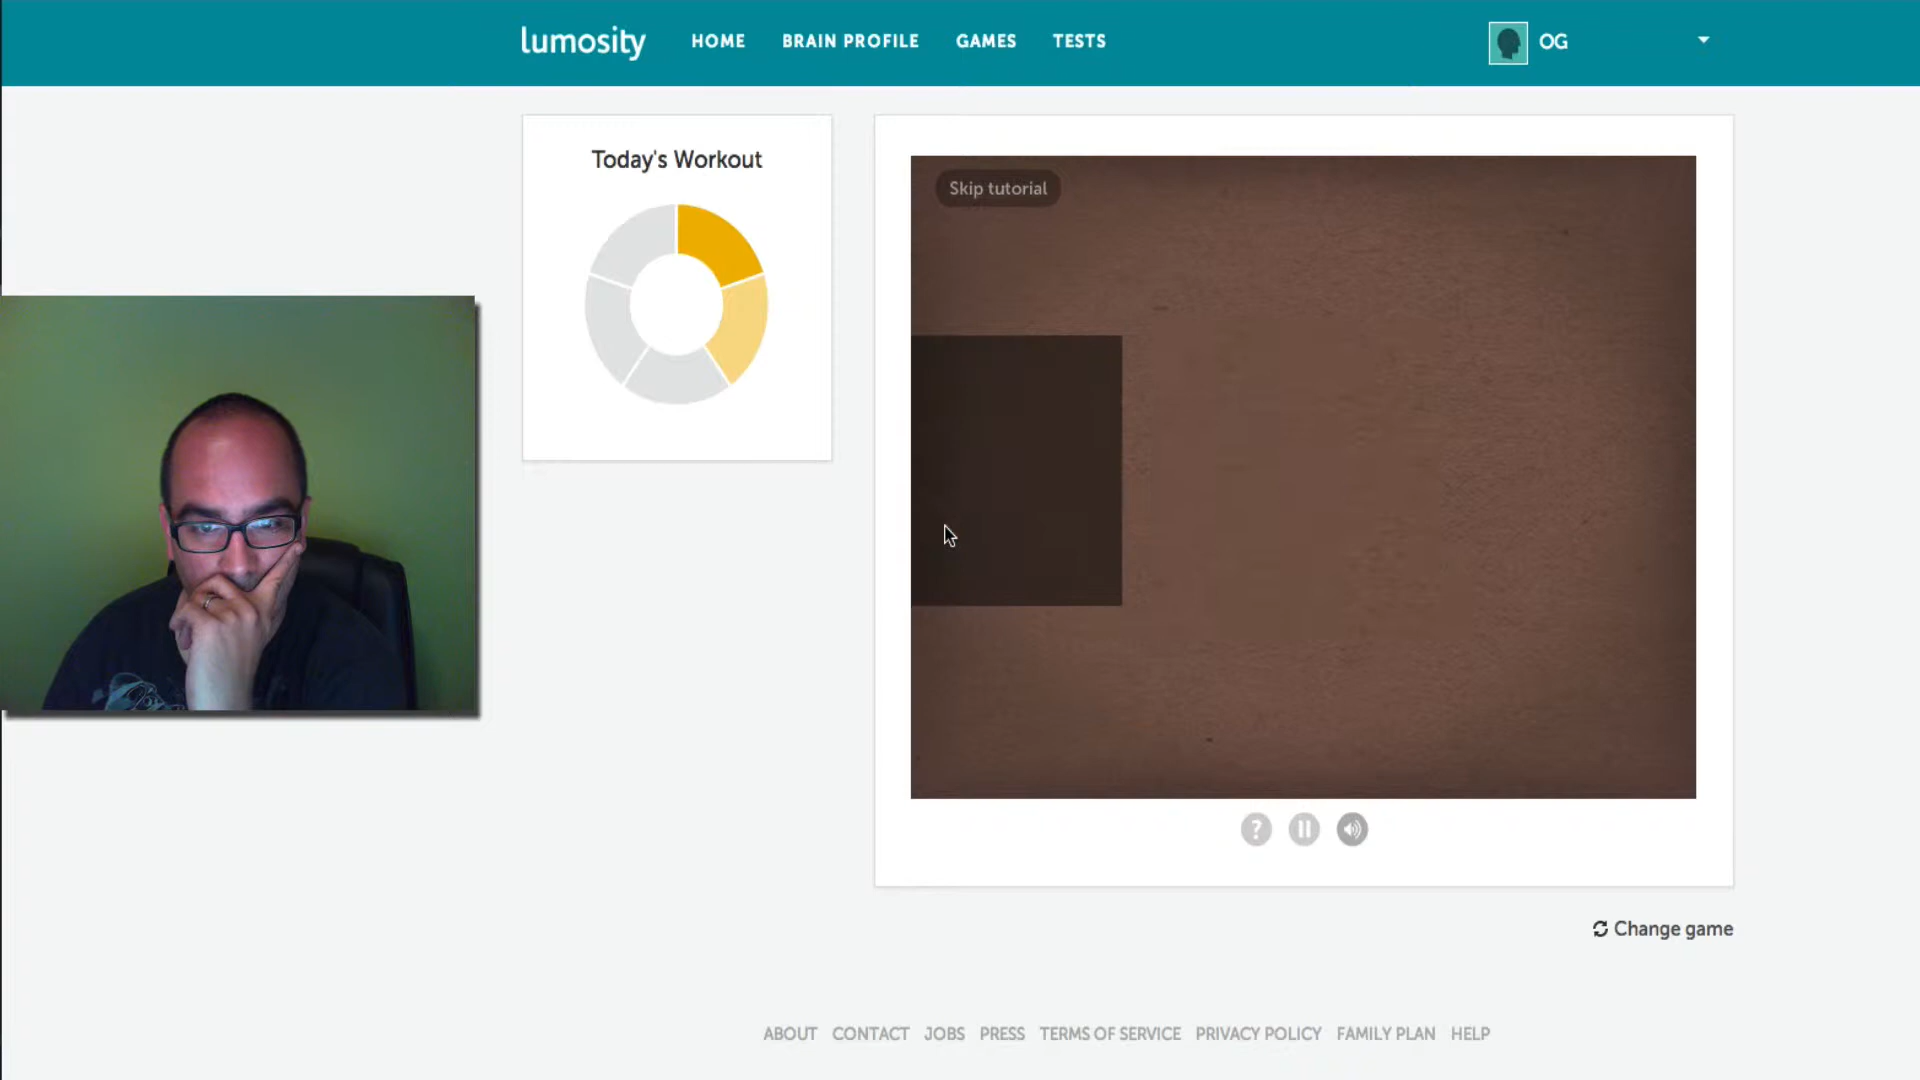 lumosity HOME BRAIN PROFILE GAMES TESTS OG
Today's Workout
Skip tutorial
?
Change game
ABOUT CONTACT JOBS PRESS TERMS OF SERVICE PRIVACY POLICY FAMILY PLAN HELP